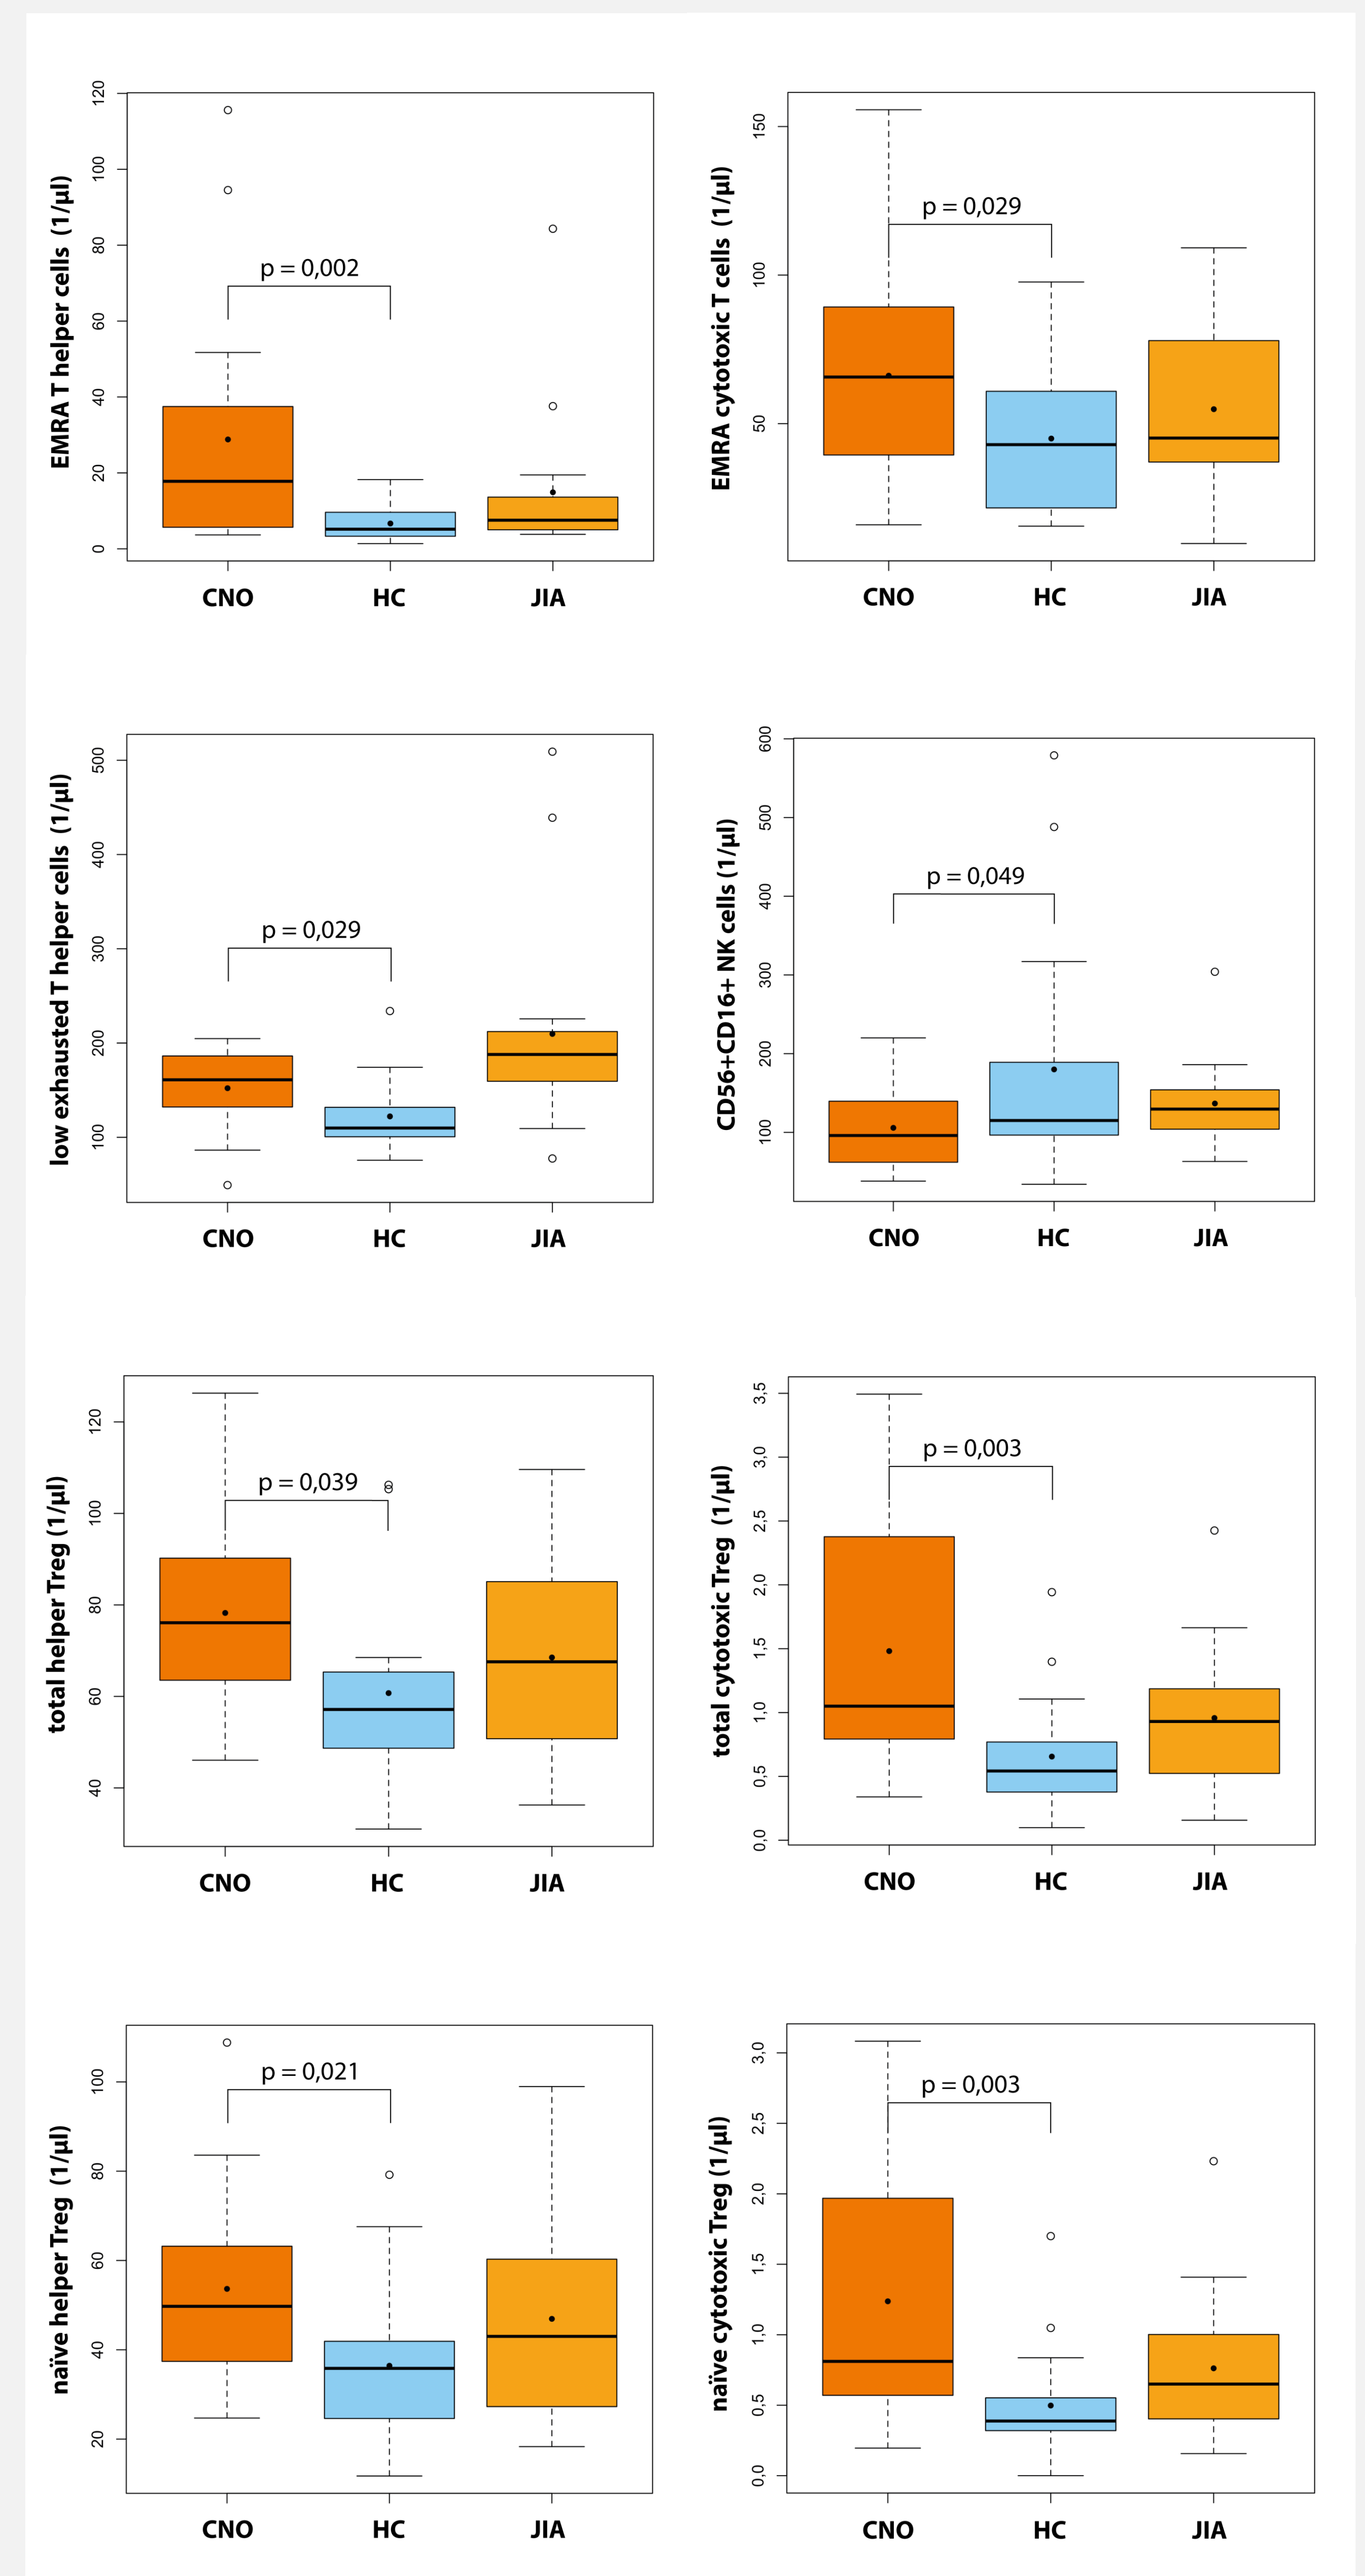 EMRA T helper cells (1/µl)
120
100
80
60
40
20
0
p = 0,002
CNO HC JIA
EMRA cytotoxic T cells (1/µl)
150
100
50
p = 0,029
CNO HC JIA
low exhausted T helper cells (1/µl)
500
400
300
200
100
p = 0,029
CNO HC JIA
CD56+CD16+ NK cells (1/µl)
600
500
400
300
200
100
p = 0,049
CNO HC JIA
total helper Treg (1/µl)
120
100
80
60
40
p = 0,039
CNO HC JIA
total cytotoxic Treg (1/µl)
3,5
3,0
2,5
2,0
1,5
1,0
0,5
0,0
p = 0,003
CNO HC JIA
naïve helper Treg (1/µl)
100
80
60
40
20
p = 0,021
CNO HC JIA
naïve cytotoxic Treg (1/µl)
3,0
2,5
2,0
1,5
1,0
0,5
0,0
p = 0,003
CNO HC JIA